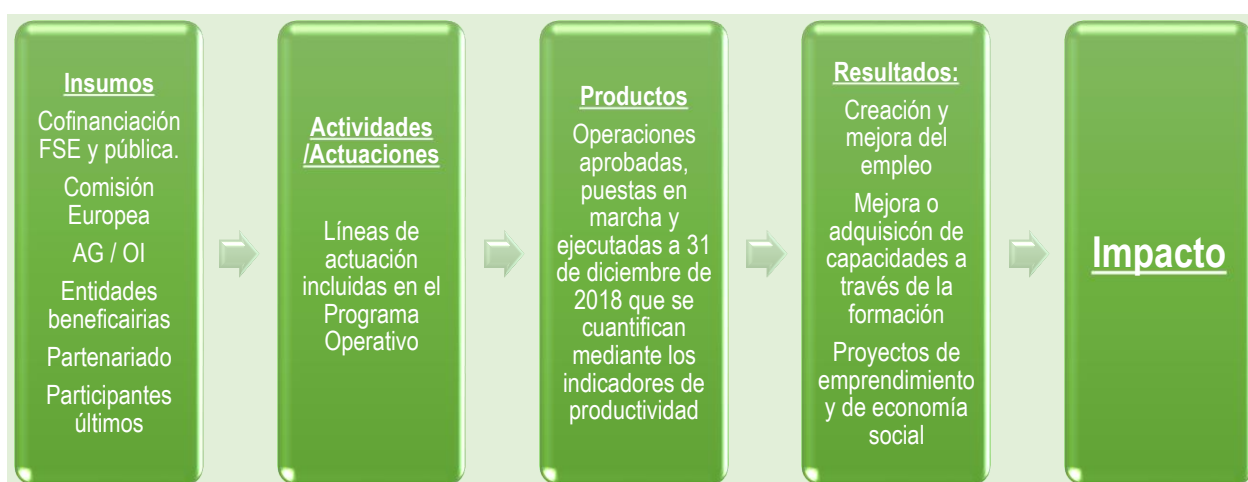 Insumos
Cofinanciación
FSE y pública.
Comisión
Europea
AG / OI
Entidades
beneficairias
Partenariado
Participantes
últimos
Actividades
/Actuaciones
Líneas de
actuación
incluidas en el
Programa
Operativo
Productos
Operaciones
aprobadas,
puestas en
marcha y
ejecutadas a 31
de diciembre de
2018 que se
cuantifican
mediante los
indicadores de
productividad
Resultados:
Creación y
mejora del
empleo
Mejora o
adquisicón de
capacidades a
través de la
formación
Proyectos de
emprendimiento
y de economía
social
Impacto